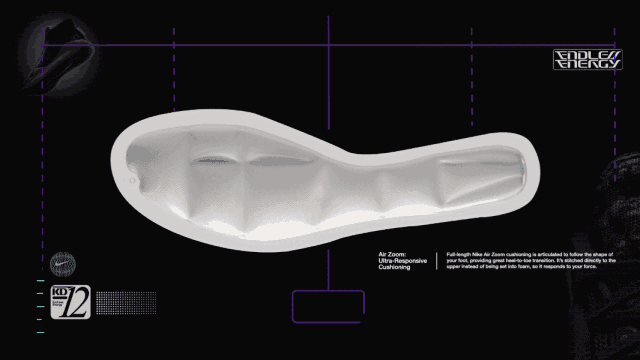 ENDLESS
ENERGY
Air Zoom:
Ultra-Responsive
Cushioning
Full-length Nike Air Zoom cushioning is articulated to follow the shape of
your foot, providing great heel-to-toe transition. It's stitched directly to the
upper instead of being set into foam, so it responds to your force.
KD
12